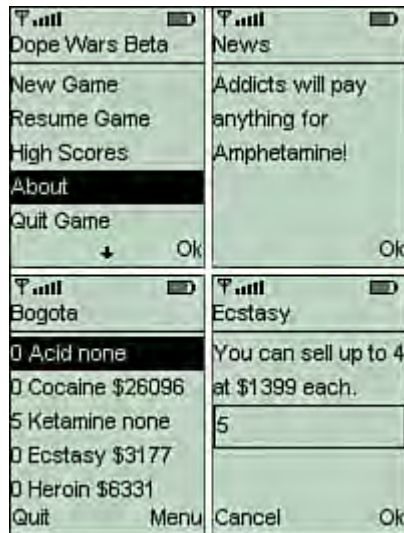 Dope Wars Beta
New Game
Resume Game
High Scores
About
Quit Game
Ok
News
Addicts will pay
anything for
Amphetamine!
Ok
Bogota
0 Acid none
0 Cocaine $26096
5 Ketamine none
0 Ecstasy $3177
0 Heroin $6331
Quit Menu
Ecstasy
You can sell up to 4
at $1399 each.
5
Cancel Ok